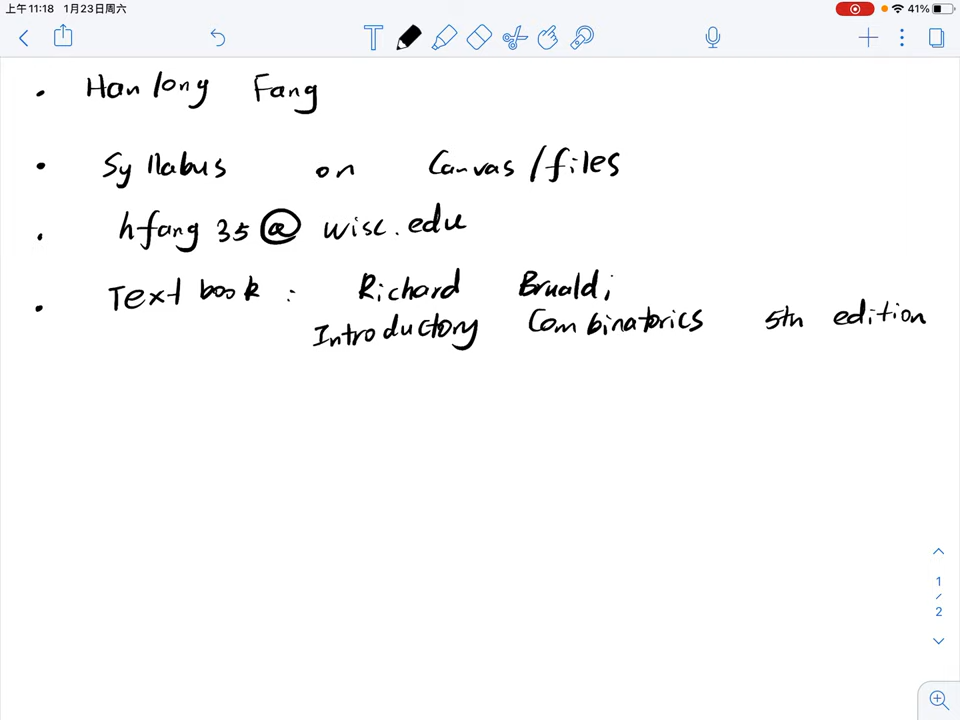 上午11:18 1月23日周六 41%
• Hanlong Fang
• Syllabus on Canvas/files
• hfang35@wisc.edu
• Textbook: Richard Brualdi
Introductory Combinatorics 5th edition
1
/
2